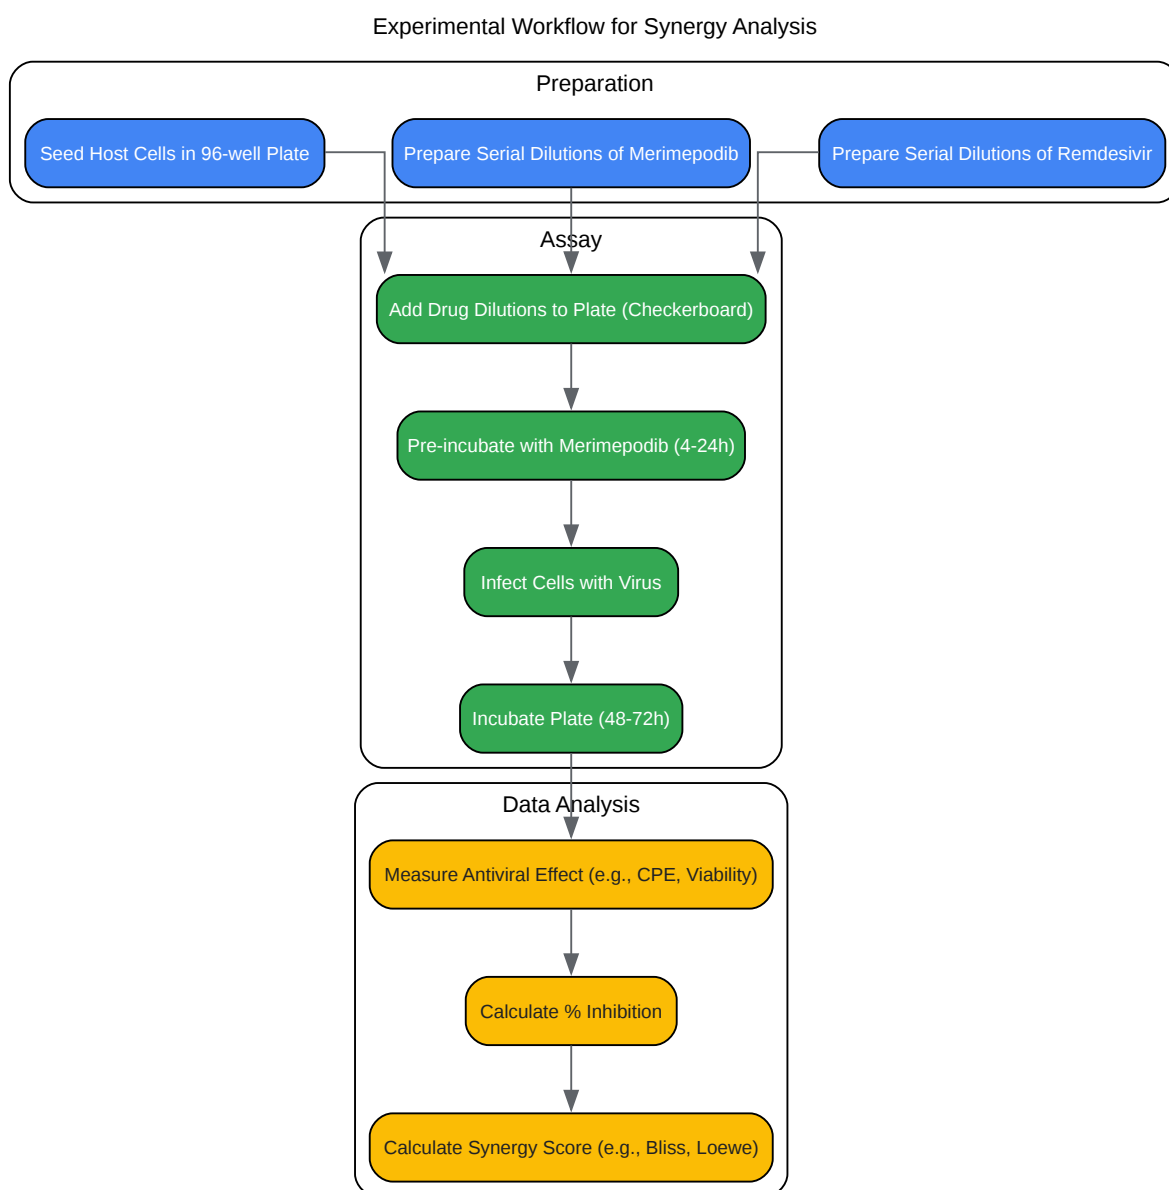 Experimental Workflow for Synergy Analysis
Preparation
Seed Host Cells in 96-well Plate
Prepare Serial Dilutions of Merimepodib
Prepare Serial Dilutions of Remdesivir
Assay
Add Drug Dilutions to Plate (Checkerboard)
Pre-incubate with Merimepodib (4-24h)
Infect Cells with Virus
Incubate Plate (48-72h)
Data Analysis
Measure Antiviral Effect (e.g., CPE, Viability)
Calculate % Inhibition
Calculate Synergy Score (e.g., Bliss, Loewe)